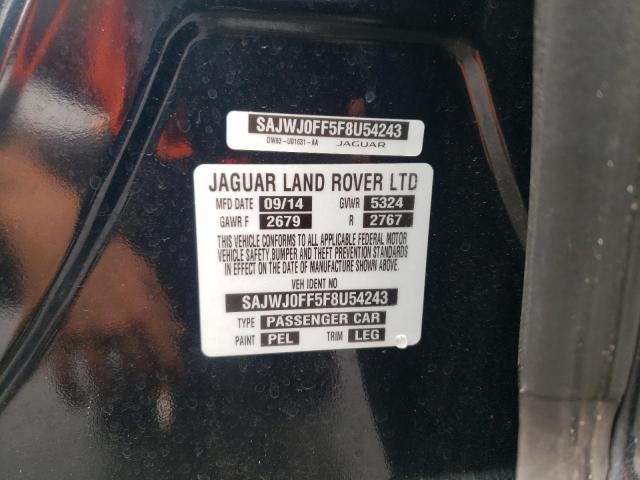 SAJWJ0FF5F8U54243
DW93-U01631-AA JAGUAR
JAGUAR LAND ROVER LTD
MFD DATE 09/14 GVWR 5324
GAWR F 2679 R 2767
THIS VEHICLE CONFORMS TO ALL APPLICABLE FEDERAL MOTOR
VEHICLE SAFETY,BUMPER AND THEFT PREVENTION STANDARDS
IN EFFECT ON THE DATE OF MANUFACTURE SHOWN ABOVE.
VEH IDENT NO
SAJWJ0FF5F8U54243
TYPE PASSENGER CAR
PAINT PEL TRIM LEG